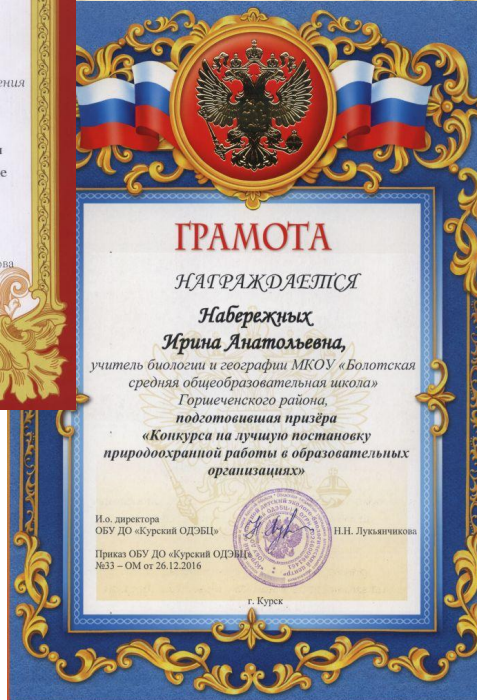 ения
е
ова
ГРАМОТА
НАГРАЖДАЕТСЯ
Набережных
Ирина Анатольевна,
учитель биологии и географии МКОУ «Болотская
средняя общеобразовательная школа»
Горшеченского района,
подготовившая призёра
«Конкурса на лучшую постановку
природоохранной работы в образовательных
организациях»
И.о. директора
ОБУ ДО «Курский ОДЭБЦ»
Н.Н. Лукьянчикова
Приказ ОБУ ДО «Курский ОДЭБЦ»
№33 – ОМ от 26.12.2016
г. Курск